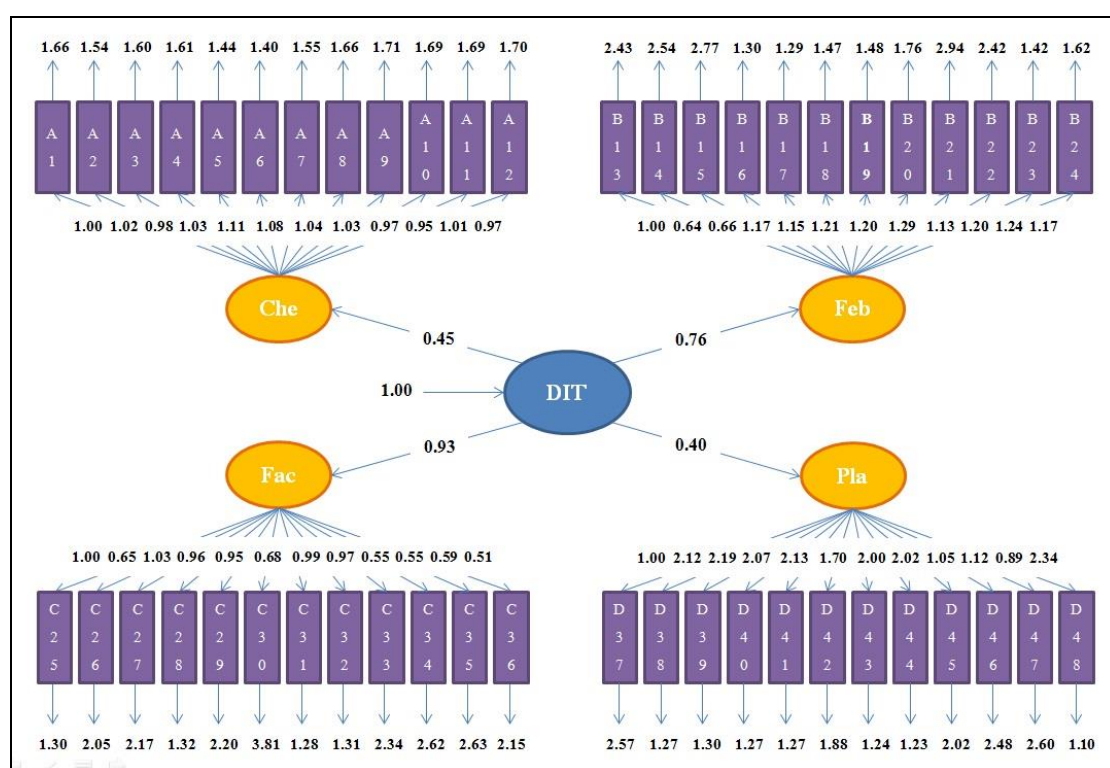 1.66 1.54 1.60 1.61 1.44 1.40 1.55 1.66 1.71 1.69 1.69 1.70
A1 A2 A3 A4 A5 A6 A7 A8 A9 A10 A11 A12
1.00 1.02 0.98 1.03 1.11 1.08 1.04 1.03 0.97 0.95 1.01 0.97
Che
2.43 2.54 2.77 1.30 1.29 1.47 1.48 1.76 2.94 2.42 1.42 1.62
B13 B14 B15 B16 B17 B18 B19 B20 B21 B22 B23 B24
1.00 0.64 0.66 1.17 1.15 1.21 1.20 1.29 1.13 1.20 1.24 1.17
Feb
0.45
0.76
1.00
DIT
0.93
0.40
Fac
1.00 0.65 1.03 0.96 0.95 0.68 0.99 0.97 0.55 0.55 0.59 0.51
C25 C26 C27 C28 C29 C30 C31 C32 C33 C34 C35 C36
1.30 2.05 2.17 1.32 2.20 3.81 1.28 1.31 2.34 2.62 2.63 2.15
Pla
1.00 2.12 2.19 2.07 2.13 1.70 2.00 2.02 1.05 1.12 0.89 2.34
D37 D38 D39 D40 D41 D42 D43 D44 D45 D46 D47 D48
2.57 1.27 1.30 1.27 1.27 1.88 1.24 1.23 2.02 2.48 2.60 1.10